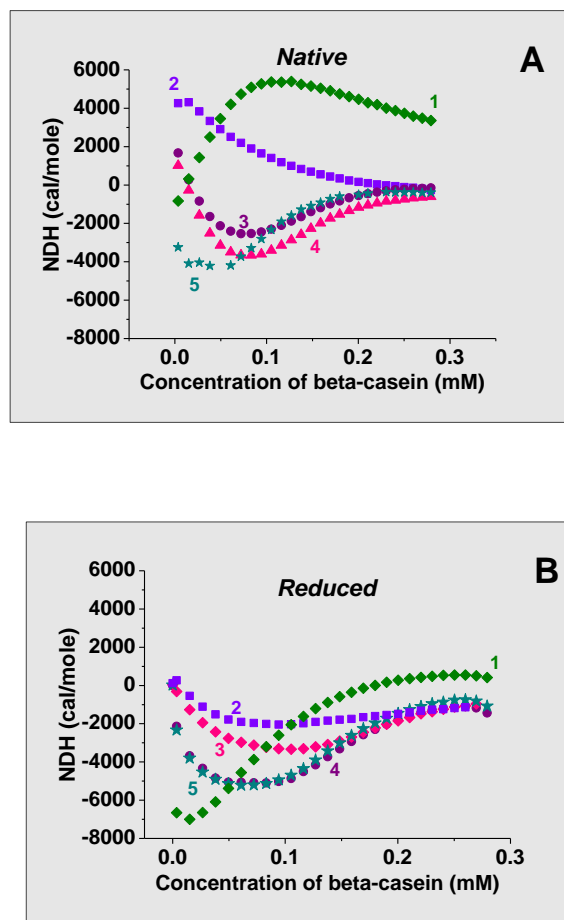 Native
A
6000
4000
2000
0
-2000
-4000
-6000
-8000
NDH (cal/mole)
2
1
3
4
5
0.0 0.1 0.2 0.3
Concentration of beta-casein (mM)
Reduced
B
6000
4000
2000
0
-2000
-4000
-6000
-8000
NDH (cal/mole)
1
2
3
4
5
0.0 0.1 0.2 0.3
Concentration of beta-casein (mM)